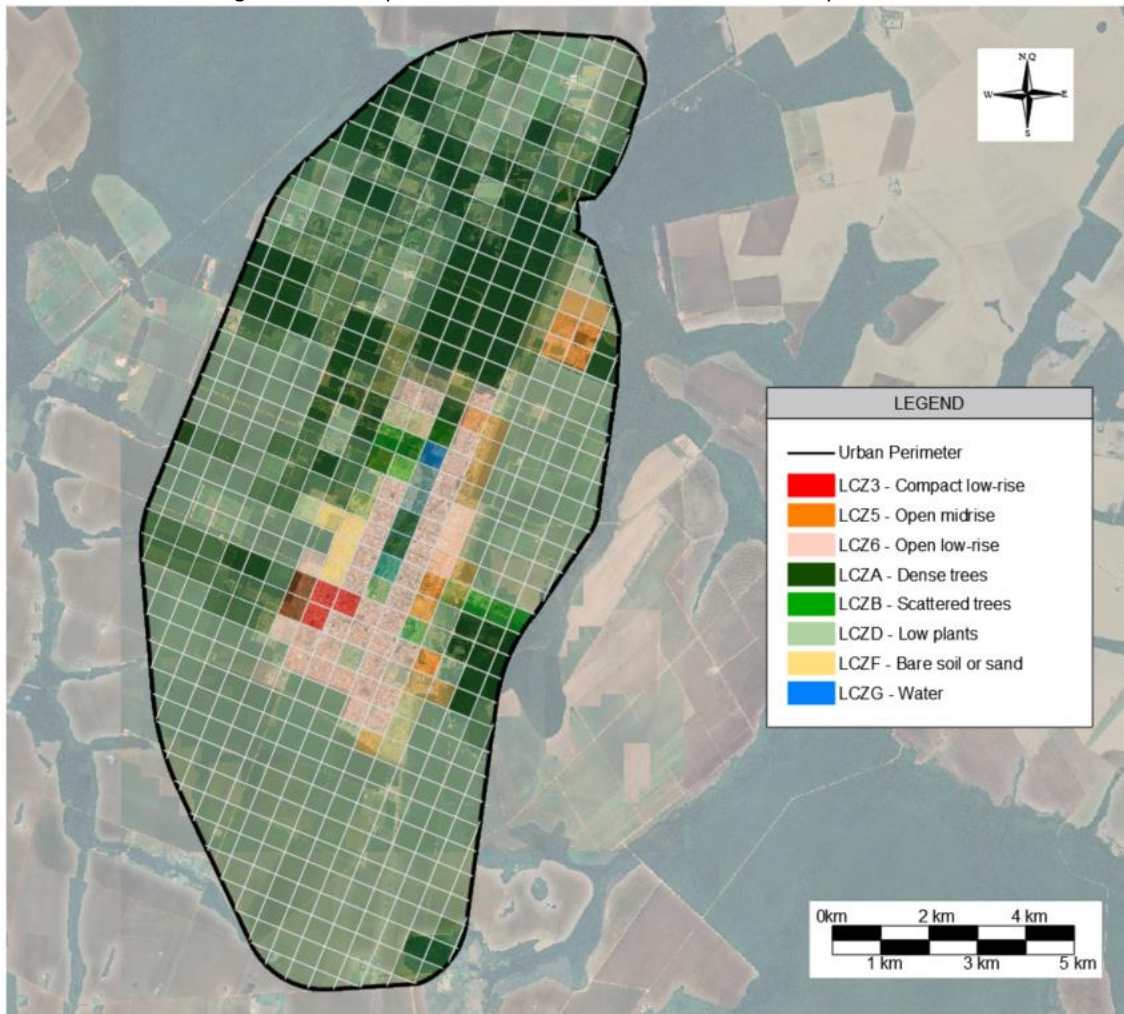 N Q
W E
S
LEGEND
Urban Perimeter
LCZ3 - Compact low-rise
LCZ5 - Open midrise
LCZ6 - Open low-rise
LCZA - Dense trees
LCZB - Scattered trees
LCZD - Low plants
LCZF - Bare soil or sand
LCZG - Water
0km 2 km 4 km
1 km 3 km 5 km